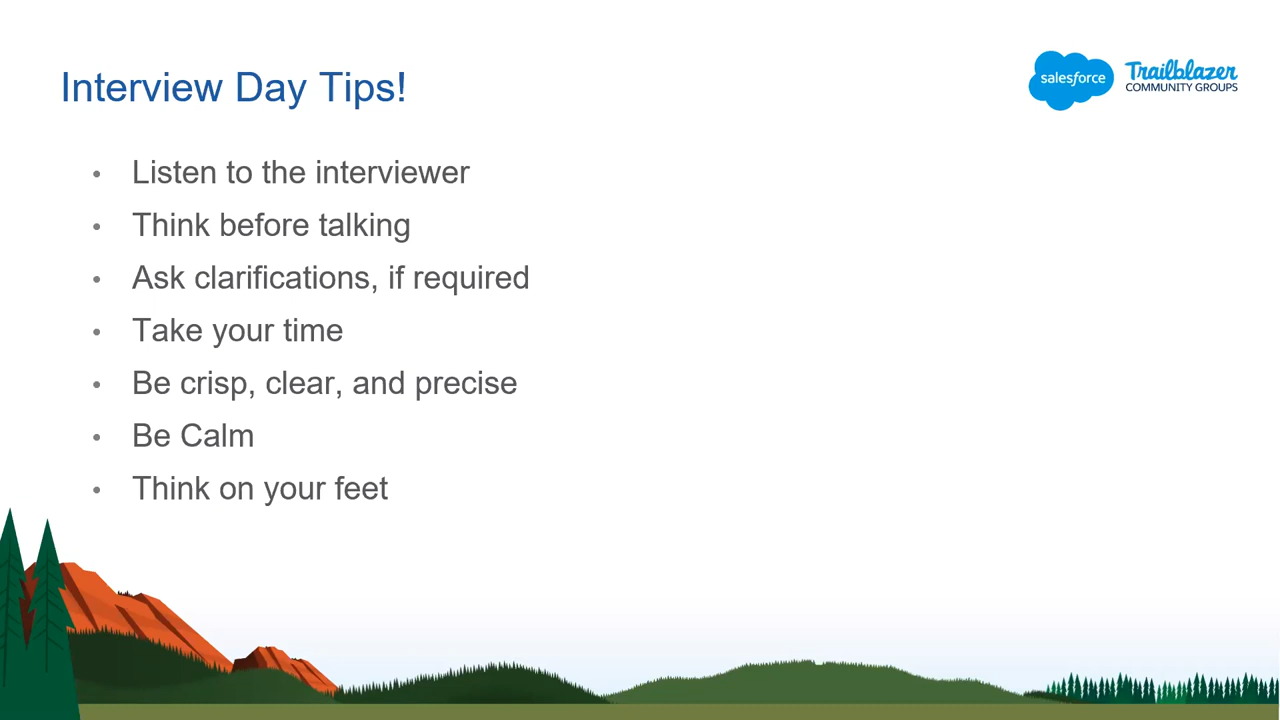 Interview Day Tips!
salesforce
Trailblazer
COMMUNITY GROUPS
• Listen to the interviewer
• Think before talking
• Ask clarifications, if required
• Take your time
• Be crisp, clear, and precise
• Be Calm
• Think on your feet